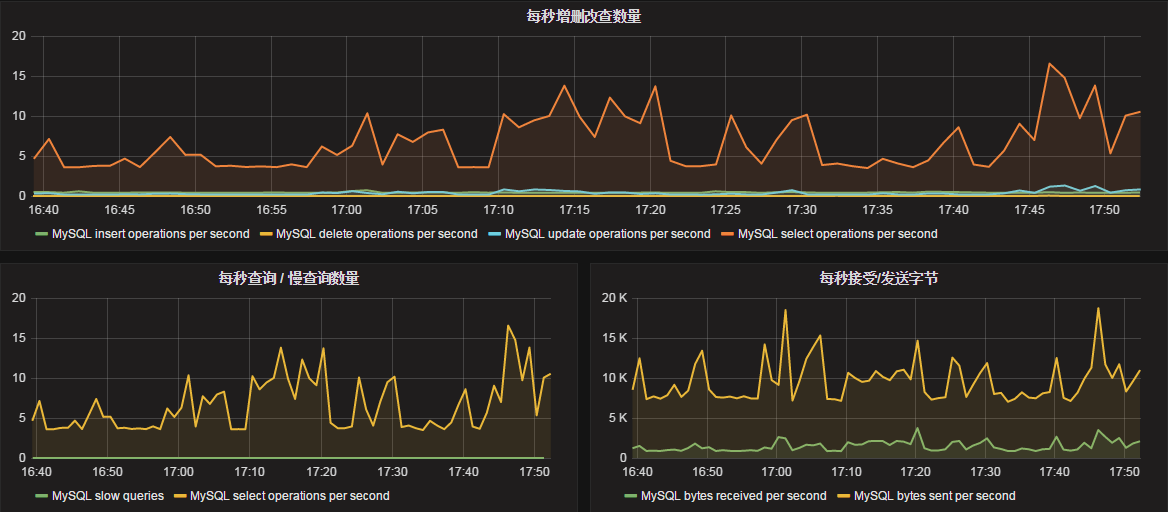 每秒增删改查数量
20
15
10
5
0
16:40 16:45 16:50 16:55 17:00 17:05 17:10 17:15 17:20 17:25 17:30 17:35 17:40 17:45 17:50
MySQL insert operations per second MySQL delete operations per second MySQL update operations per second MySQL select operations per second
每秒查询 / 慢查询数量
20
15
10
5
0
16:40 16:50 17:00 17:10 17:20 17:30 17:40 17:50
MySQL slow queries MySQL select operations per second
每秒接受/发送字节
20 K
15 K
10 K
5 K
0
16:40 16:50 17:00 17:10 17:20 17:30 17:40 17:50
MySQL bytes received per second MySQL bytes sent per second